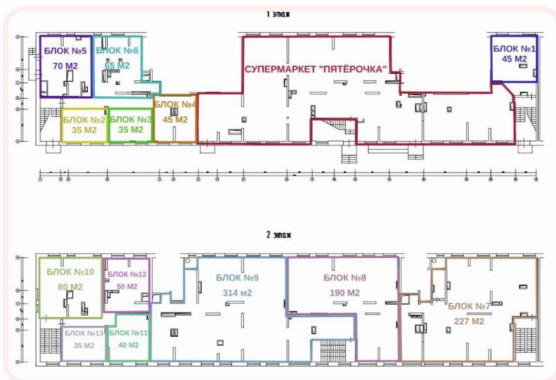 1 этаж
БЛОК №5
70 М2
БЛОК №6
65 М2
СУПЕРМАРКЕТ "ПЯТЁРОЧКА"
БЛОК №1
45 М2
БЛОК №2
35 М2
БЛОК №3
35 М2
БЛОК №4
45 М2
2 этаж
БЛОК №10
80 М2
БЛОК №12
50 М2
БЛОК №9
314 м2
БЛОК №8
190 М2
БЛОК №7
227 М2
БЛОК №13
35 М2
БЛОК №11
40 М2